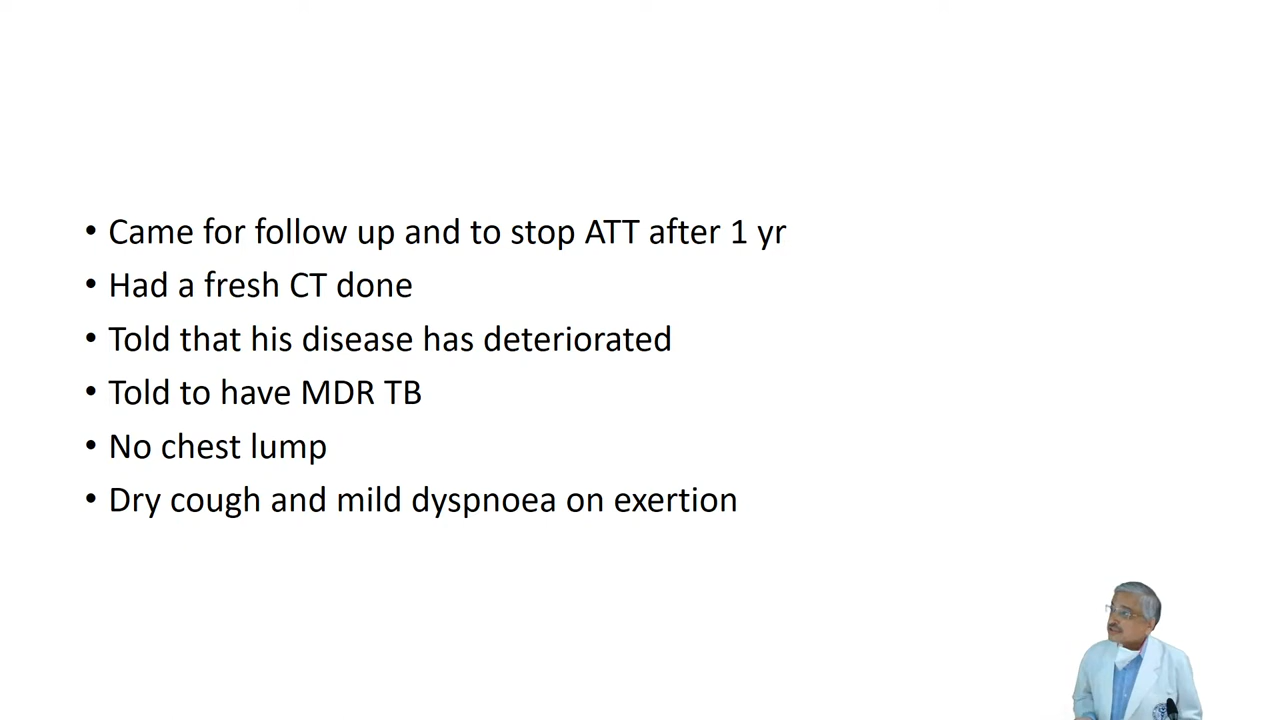 • Came for follow up and to stop ATT after 1 yr
• Had a fresh CT done
• Told that his disease has deteriorated
• Told to have MDR TB
• No chest lump
• Dry cough and mild dyspnoea on exertion